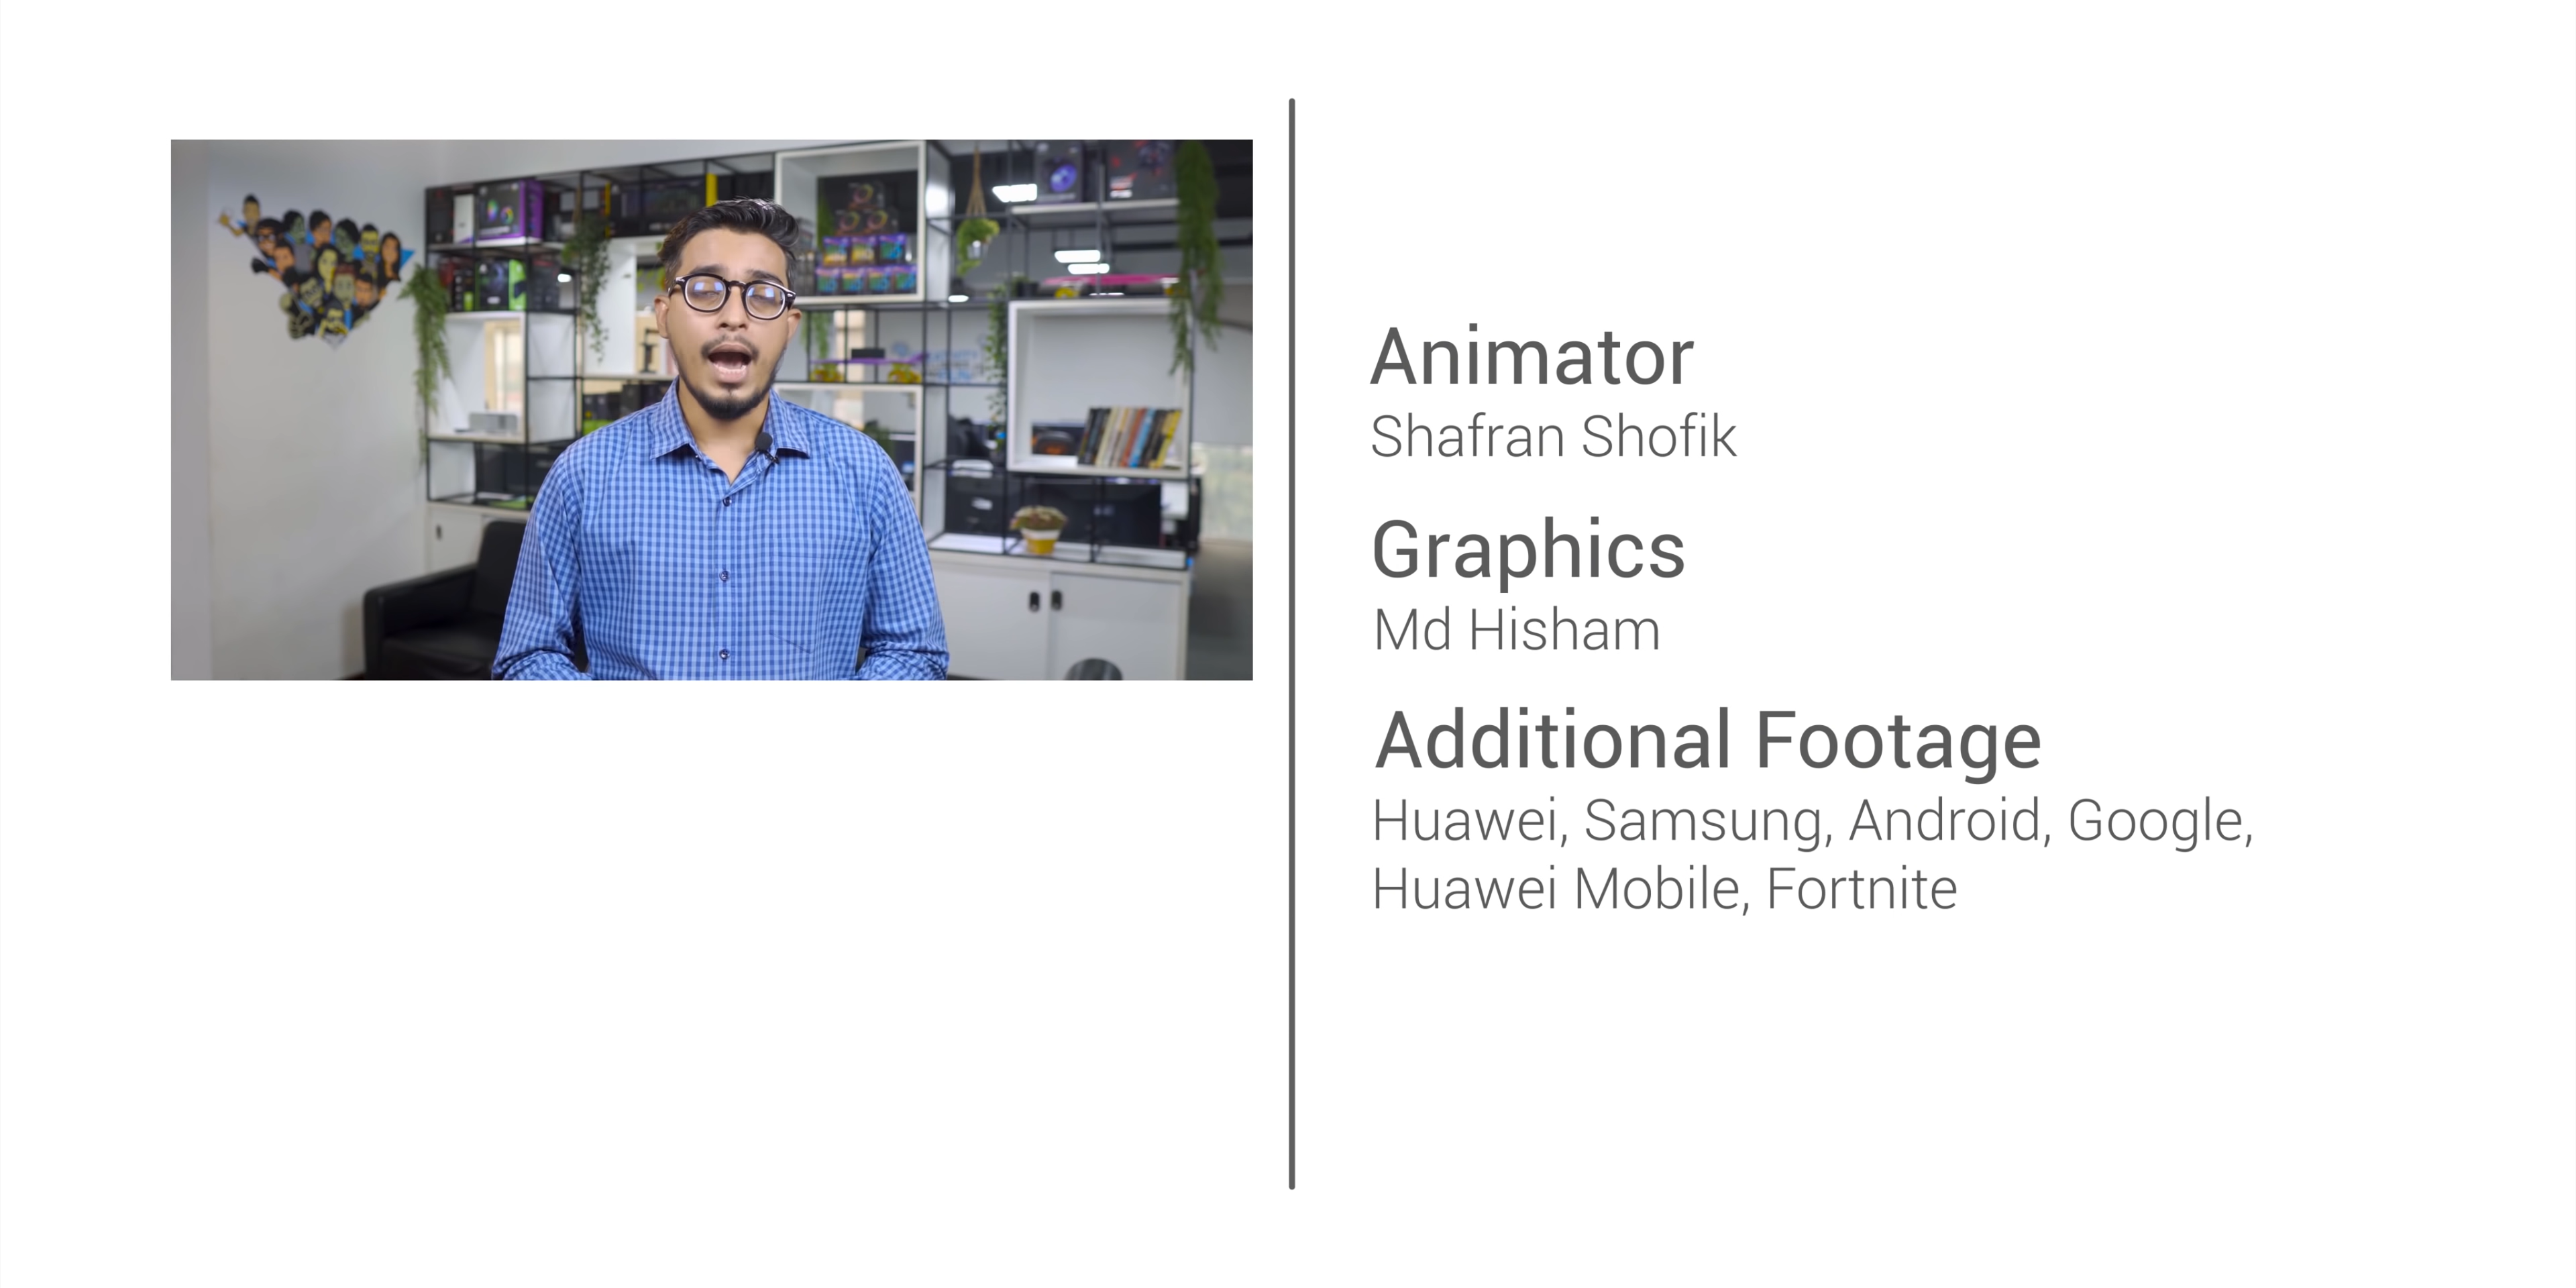 Animator
Shafran Shofik
Graphics
Md Hisham
Additional Footage
Huawei, Samsung, Android, Google,
Huawei Mobile, Fortnite